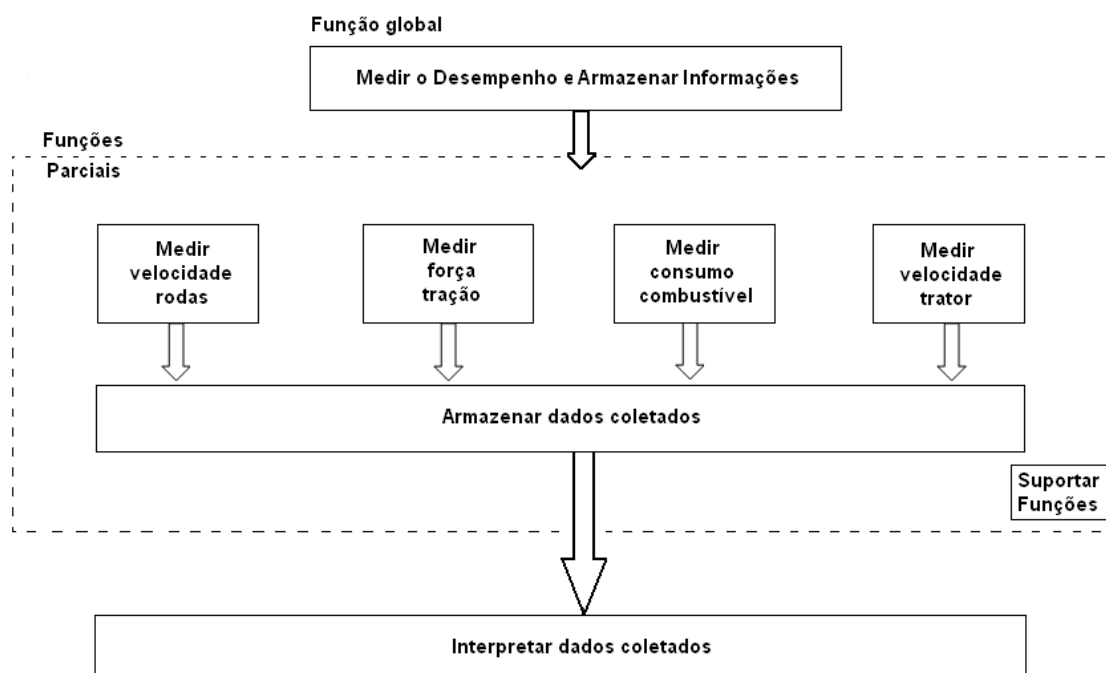 Função global
Medir o Desempenho e Armazenar Informações
Funções
Parciais
Medir
velocidade
rodas
Medir
força
tração
Medir
consumo
combustível
Medir
velocidade
trator
Armazenar dados coletados
Suportar
Funções
Interpretar dados coletados